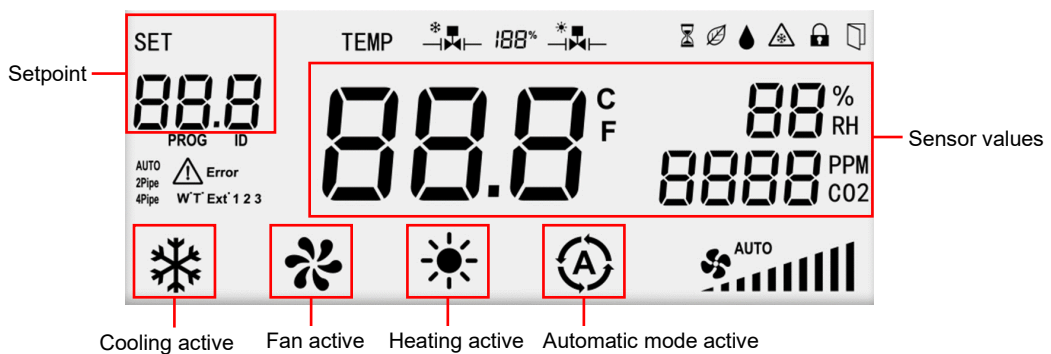 SET
TEMP
188%
Setpoint
88.8
PROG ID
88.8
C
F
88 %
RH
Sensor values
8888 PPM
CO2
AUTO
2Pipe
4Pipe
Error
W˙T˙ Ext˙ 1 2 3
A
AUTO
Cooling active
Fan active
Heating active
Automatic mode active